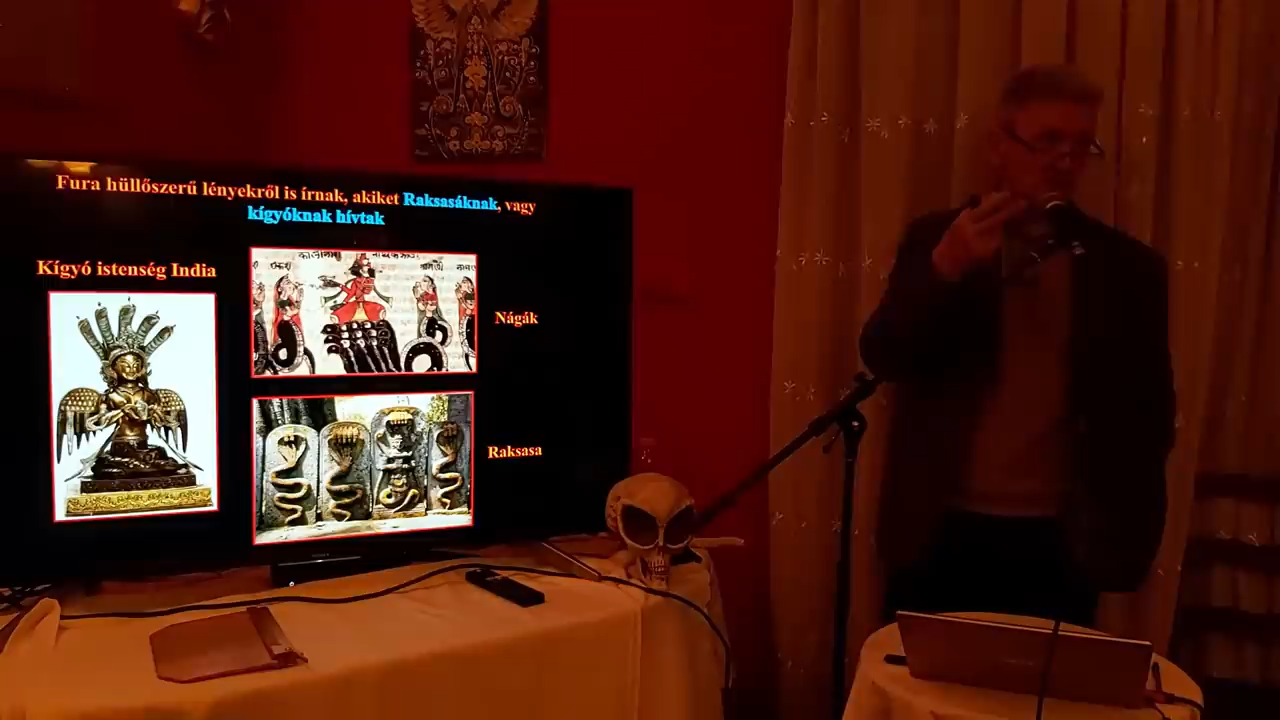 Fura hüllőszerű lényekről is írnak, akiket Raksasáknak, vagy
kígyóknak hívtak
Kígyó istenség India
Nágák
Raksasa